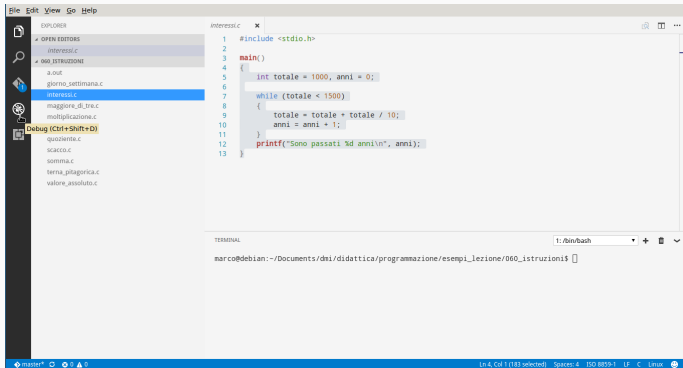 File Edit View Go Help
EXPLORER
OPEN EDITORS
interessi.c
060_ISTRUZIONI
a.out
giorno_settimana.c
interessi.c
maggiore_di_tre.c
moltiplicazione.c
Debug (Ctrl+Shift+D)
quoziente.c
scacco.c
somma.c
terna_pitagorica.c
valore_assoluto.c
interessi.c
1 #include <stdio.h>
2
3 main()
4 {
5 int totale = 1000, anni = 0;
6
7 while (totale < 1500)
8 {
9 totale = totale + totale / 10;
10 anni = anni + 1;
11 }
12 printf("Sono passati %d anni\n", anni);
13 }
TERMINAL
1: /bin/bash
marco@debian:~/Documents/dmi/didattica/programmazione/esempi_lezione/060_istruzioni$
master* 0 0 Ln 4, Col 1 (183 selected) Spaces: 4 ISO 8859-1 LF C Linux